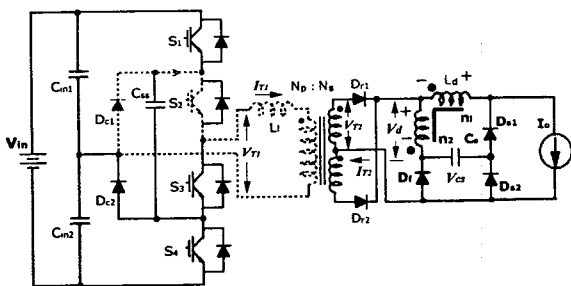 S1
Cin1
Css
S2
Dc1
Vin
IT1
Np : Ns
Dr1
Ll
VT1
VT2
IT2
Vd
Ld
n1
n2
Ds1
Io
Cs
Vcs
Df
Ds2
Dr2
Dc2
S3
Cin2
S4